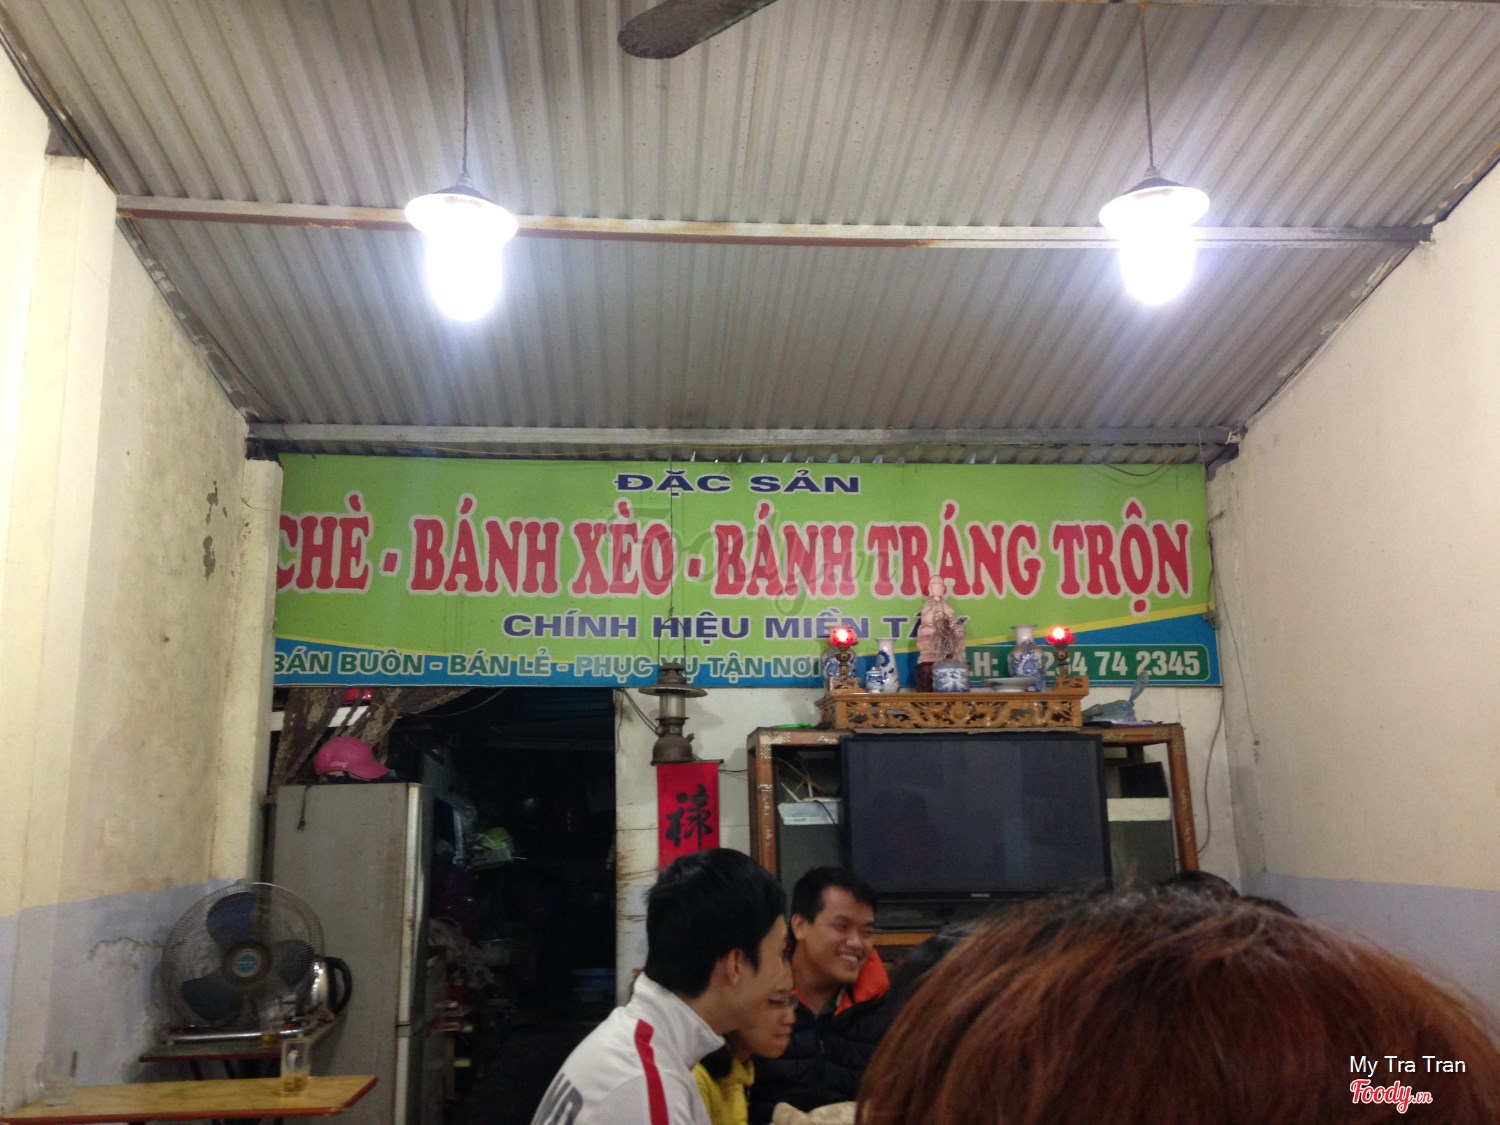 ĐẶC SẢN
CHÈ - BÁNH XÈO - BÁNH TRÁNG TRỘN
CHÍNH HIỆU MIỀN TÂY
BÁN BUÔN - BÁN LẺ - PHỤC VỤ TẬN NƠI
LH: 74 2345
禄
My Tra Tran
Foody.vn